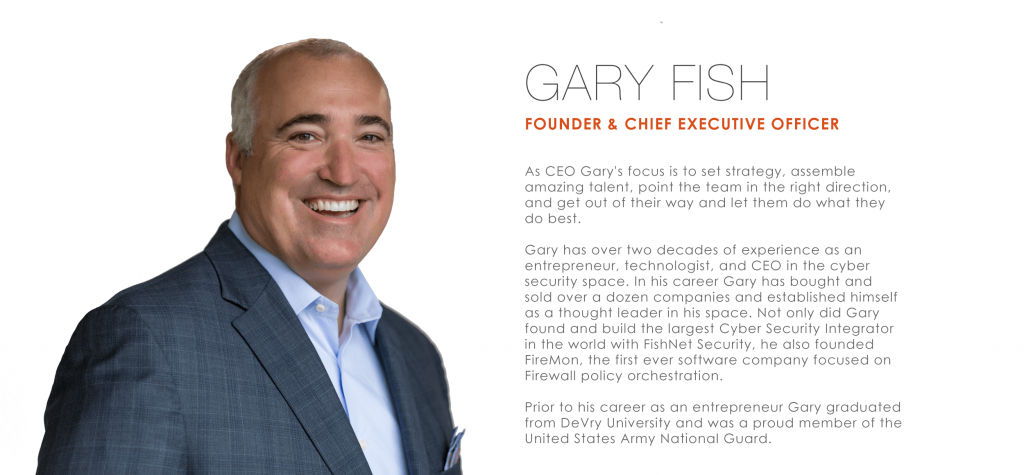 GARY FISH
FOUNDER & CHIEF EXECUTIVE OFFICER
As CEO Gary's focus is to set strategy, assemble
amazing talent, point the team in the right direction,
and get out of their way and let them do what they
do best.
Gary has over two decades of experience as an
entrepreneur, technologist, and CEO in the cyber
security space. In his career Gary has bought and
sold over a dozen companies and established himself
as a thought leader in his space. Not only did Gary
found and build the largest Cyber Security Integrator
in the world with FishNet Security, he also founded
FireMon, the first ever software company focused on
Firewall policy orchestration.
Prior to his career as an entrepreneur Gary graduated
from DeVry University and was a proud member of the
United States Army National Guard.